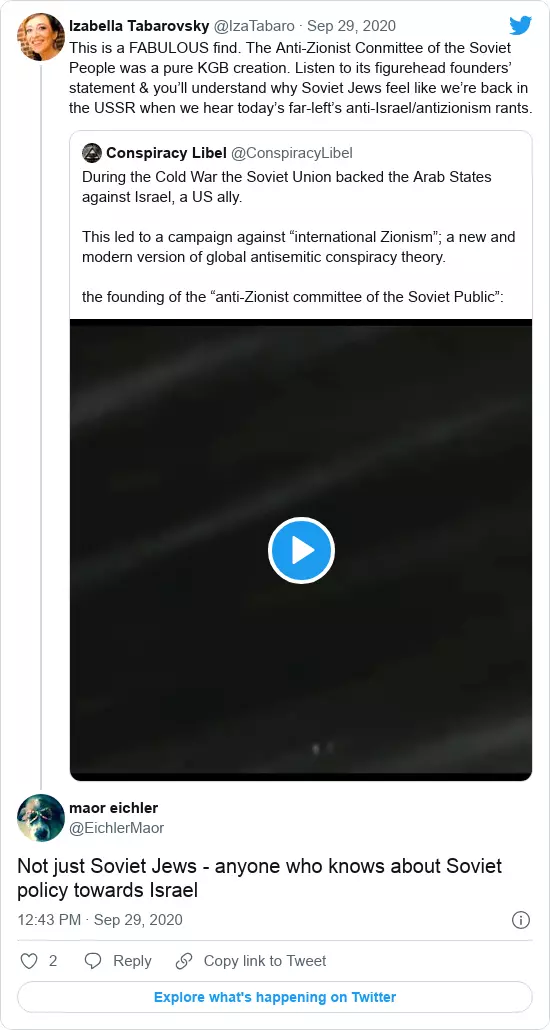 Izabella Tabarovsky @IzaTabaro · Sep 29, 2020
This is a FABULOUS find. The Anti-Zionist Committee of the Soviet
People was a pure KGB creation. Listen to its figurehead founders’
statement & you’ll understand why Soviet Jews feel like we’re back in
the USSR when we hear today’s far-left’s anti-Israel/antizionism rants.
Conspiracy Libel @ConspiracyLibel
During the Cold War the Soviet Union backed the Arab States
against Israel, a US ally.
This led to a campaign against “international Zionism”; a new and
modern version of global antisemitic conspiracy theory.
the founding of the “anti-Zionist committee of the Soviet Public”:
maor eichler
@EichlerMaor
Not just Soviet Jews - anyone who knows about Soviet
policy towards Israel
12:43 PM · Sep 29, 2020
2 Reply Copy link to Tweet
Explore what's happening on Twitter